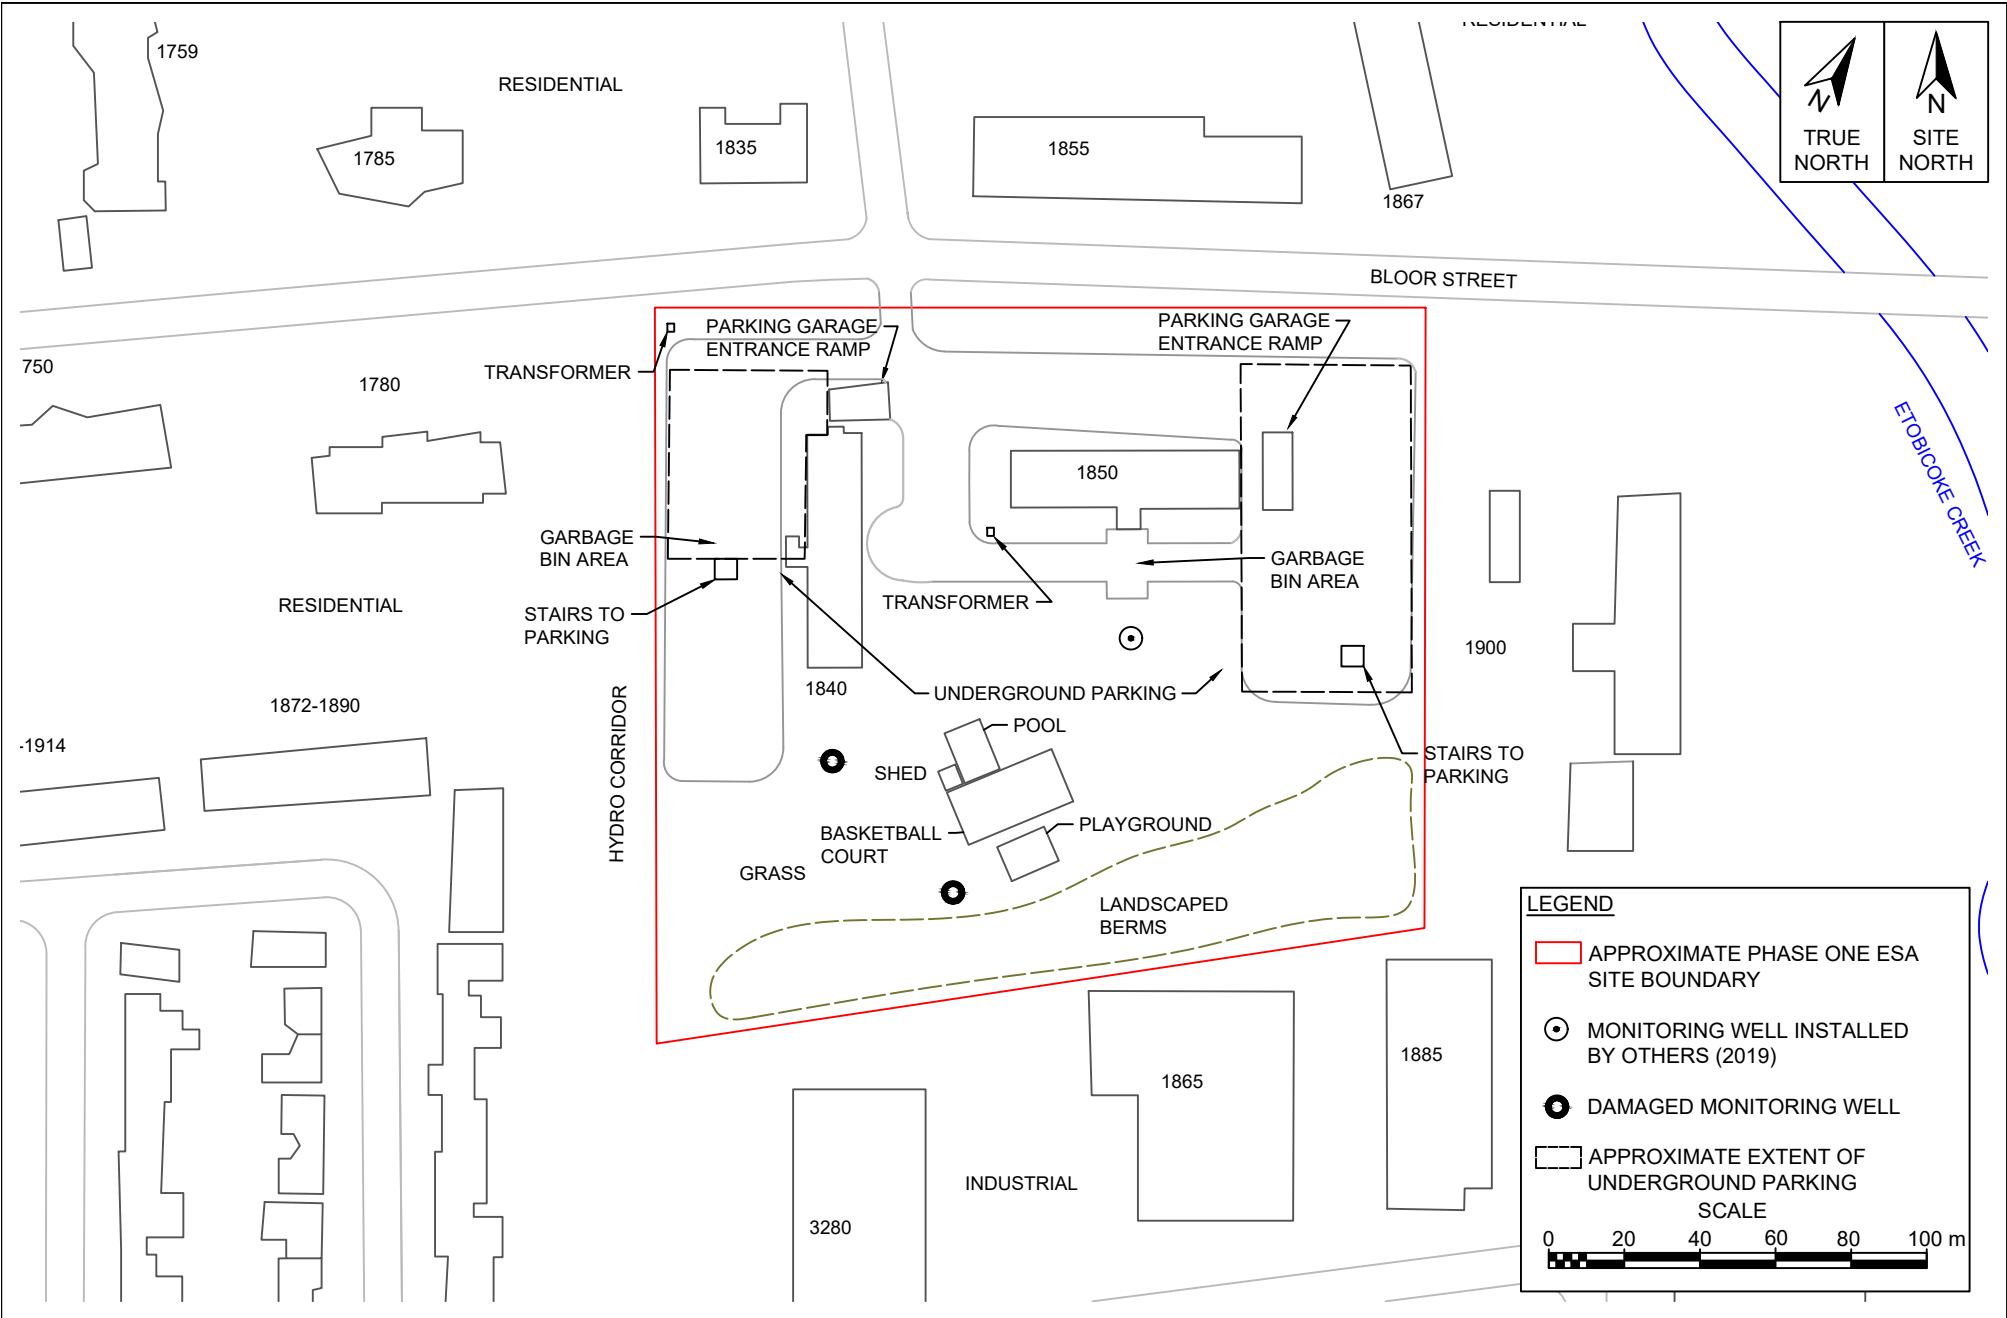 RESIDENTIAL
1759
RESIDENTIAL
1785
1835
1855
1867
N
TRUE
NORTH
N
SITE
NORTH
BLOOR STREET
PARKING GARAGE
ENTRANCE RAMP
PARKING GARAGE
ENTRANCE RAMP
TRANSFORMER
750
1780
ETOBICOKE CREEK
1850
GARBAGE
BIN AREA
GARBAGE
BIN AREA
RESIDENTIAL
STAIRS TO
PARKING
TRANSFORMER
1900
1840
UNDERGROUND PARKING
1872-1890
HYDRO CORRIDOR
-1914
POOL
SHED
STAIRS TO
PARKING
BASKETBALL
COURT
PLAYGROUND
GRASS
LANDSCAPED
BERMS
1865
1885
INDUSTRIAL
3280
LEGEND
APPROXIMATE PHASE ONE ESA
SITE BOUNDARY
MONITORING WELL INSTALLED
BY OTHERS (2019)
DAMAGED MONITORING WELL
APPROXIMATE EXTENT OF
UNDERGROUND PARKING
SCALE
0 20 40 60 80 100 m